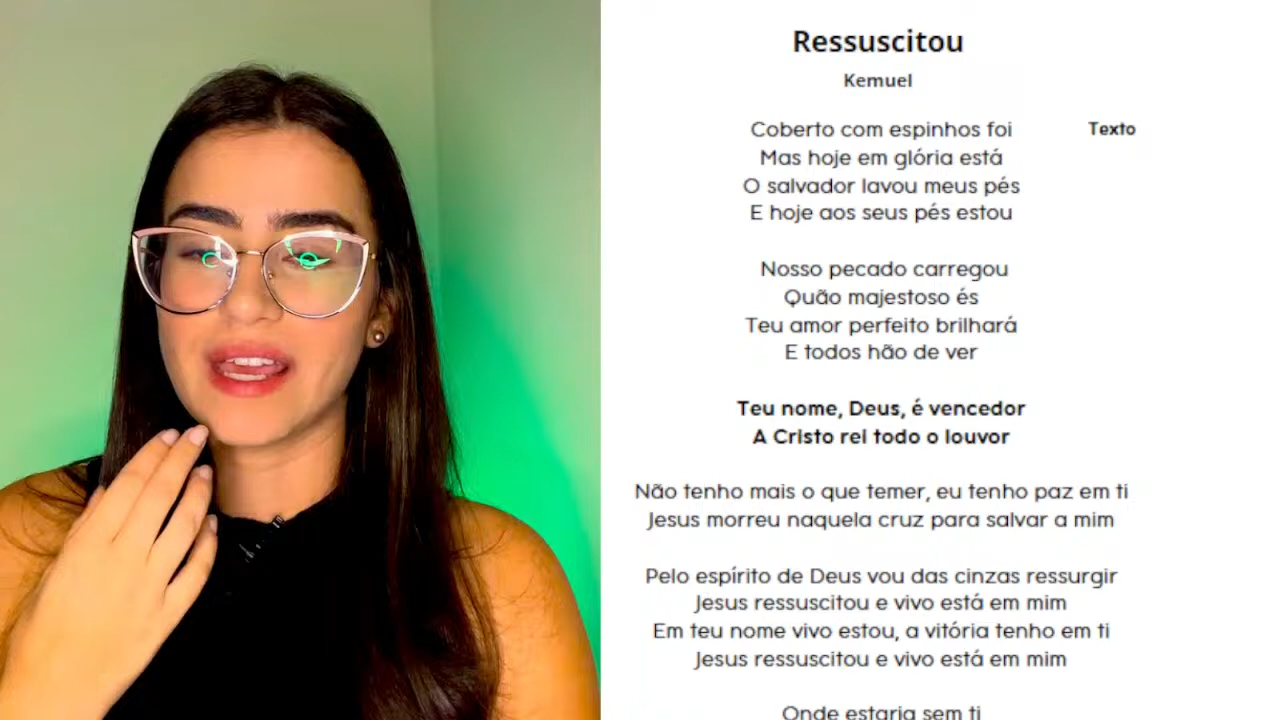 Ressuscitou
Kemuel
Coberto com espinhos foi
Texto
Mas hoje em glória está
O salvador lavou meus pés
E hoje aos seus pés estou
Nosso pecado carregou
Quão majestoso és
Teu amor perfeito brilhará
E todos hão de ver
Teu nome, Deus, é vencedor
A Cristo rei todo o louvor
Não tenho mais o que temer, eu tenho paz em ti
Jesus morreu naquela cruz para salvar a mim
Pelo espírito de Deus vou das cinzas ressurgir
Jesus ressuscitou e vivo está em mim
Em teu nome vivo estou, a vitória tenho em ti
Jesus ressuscitou e vivo está em mim
Onde estaria sem ti